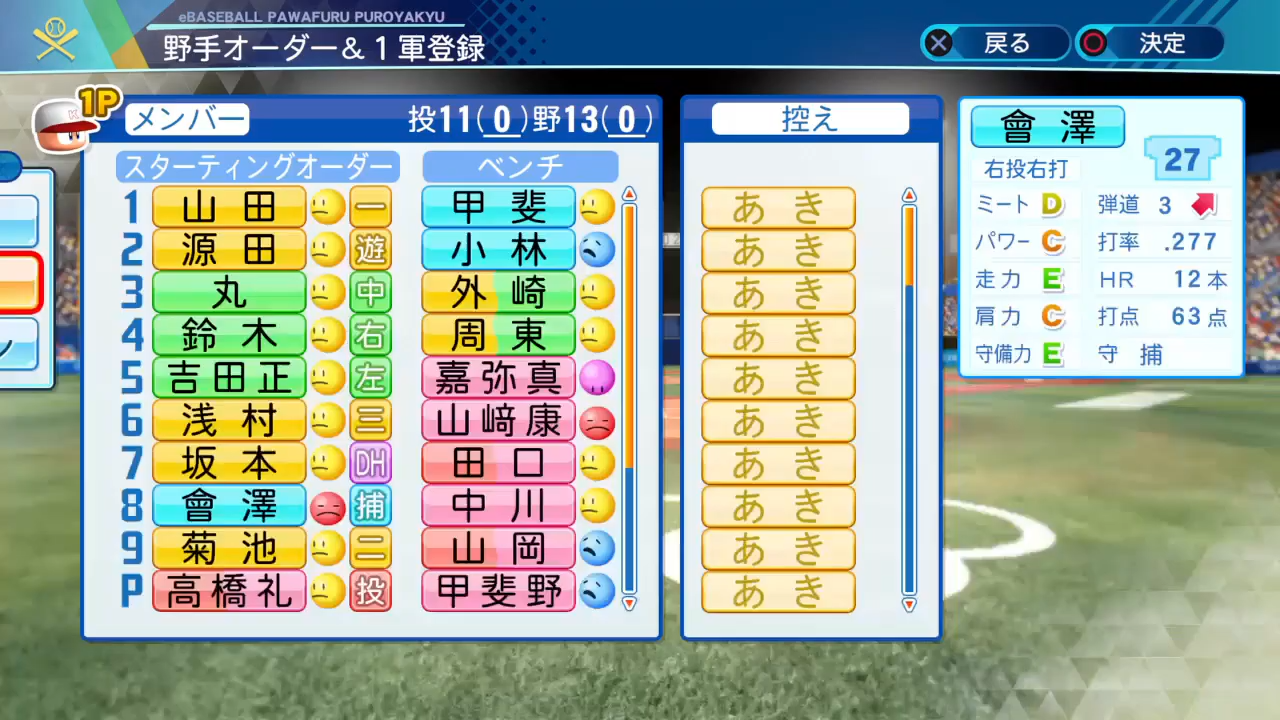 eBASEBALL PAWAFURU PUROYAKYU
野手オーダー＆１軍登録
戻る
決定
1P
メンバー
投11(0)野13(0)
スターティングオーダー
ベンチ
1 山田 一
2 源田 遊
3 丸 中
4 鈴木 右
5 吉田正 左
6 浅村 三
7 坂本 DH
8 會澤 捕
9 菊池 二
P 高橋礼 投
甲斐
小林
外崎
周東
嘉弥真
山﨑康
田口
中川
山岡
甲斐野
控え
あき
あき
あき
あき
あき
あき
あき
あき
あき
あき
會澤
27
右投右打
ミート D 弾道 3
パワー C 打率 .277
走力 E HR 12本
肩力 C 打点 63点
守備力 E 守 捕